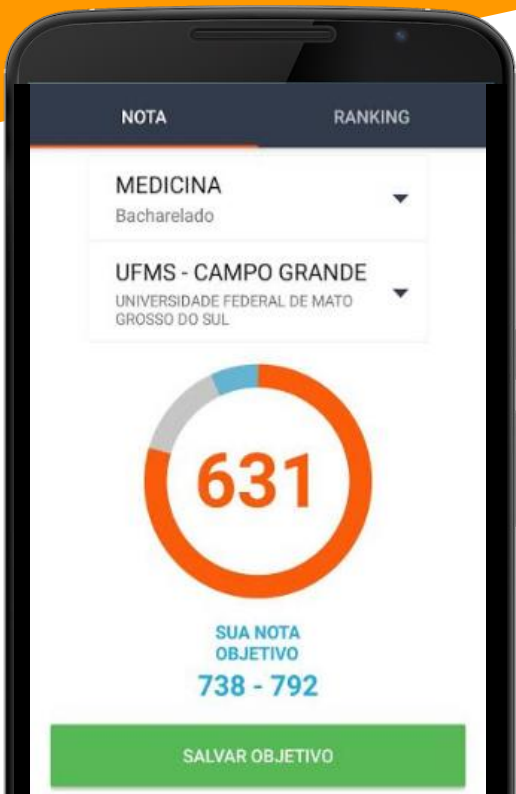 NOTA RANKING
MEDICINA
Bacharelado
UFMS - CAMPO GRANDE
UNIVERSIDADE FEDERAL DE MATO
GROSSO DO SUL
631
SUA NOTA
OBJETIVO
738 - 792
SALVAR OBJETIVO